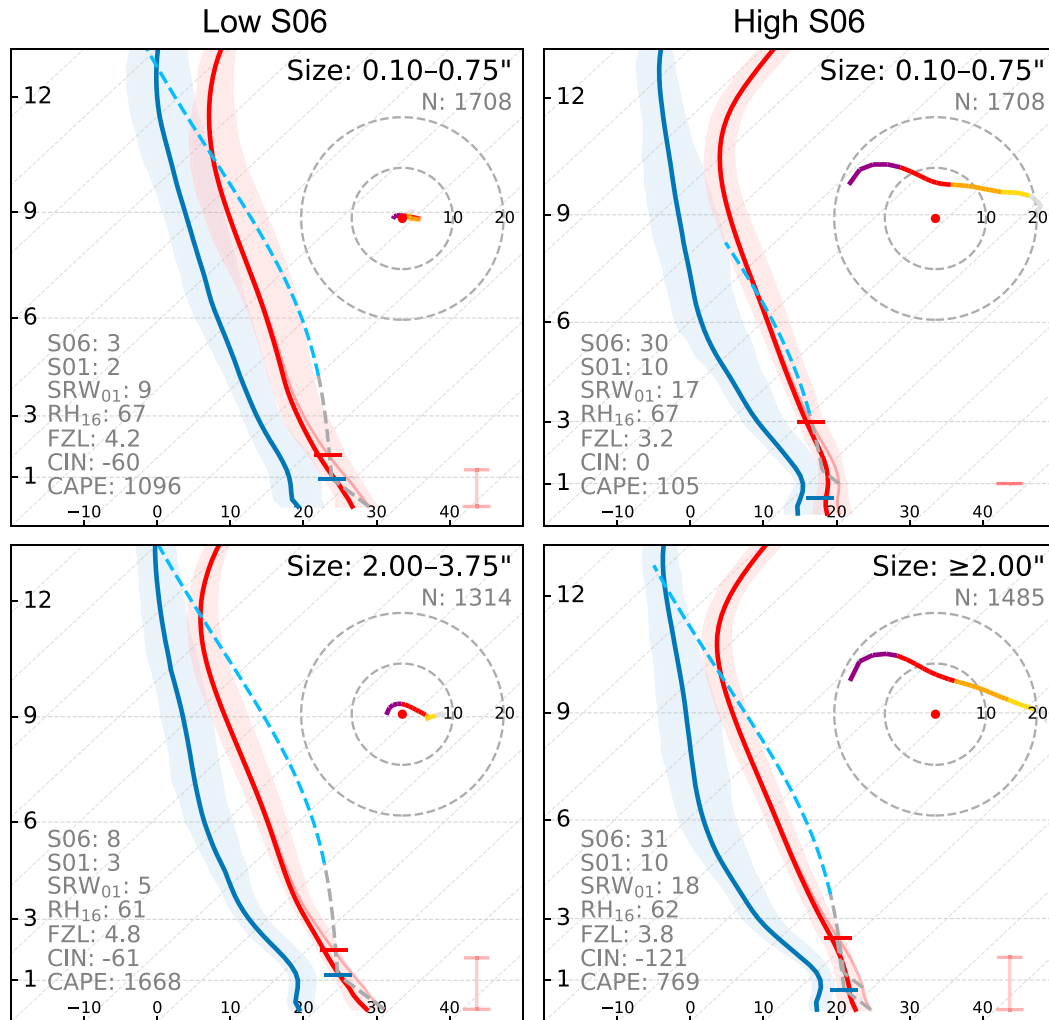 Low S06
High S06
Size: 0.10–0.75"
N: 1708
12
9
6
3
1
10
20
S06: 3
S01: 2
SRW01: 9
RH16: 67
FZL: 4.2
CIN: -60
CAPE: 1096
−10
0
10
20
30
40
Size: 0.10–0.75"
N: 1708
12
9
6
3
1
10
20
S06: 30
S01: 10
SRW01: 17
RH16: 67
FZL: 3.2
CIN: 0
CAPE: 105
−10
0
10
20
30
40
Size: 2.00–3.75"
N: 1314
12
9
6
3
1
10
20
S06: 8
S01: 3
SRW01: 5
RH16: 61
FZL: 4.8
CIN: -61
CAPE: 1668
−10
0
10
20
30
40
Size: ≥2.00"
N: 1485
12
9
6
3
1
10
20
S06: 31
S01: 10
SRW01: 18
RH16: 62
FZL: 3.8
CIN: -121
CAPE: 769
−10
0
10
20
30
40